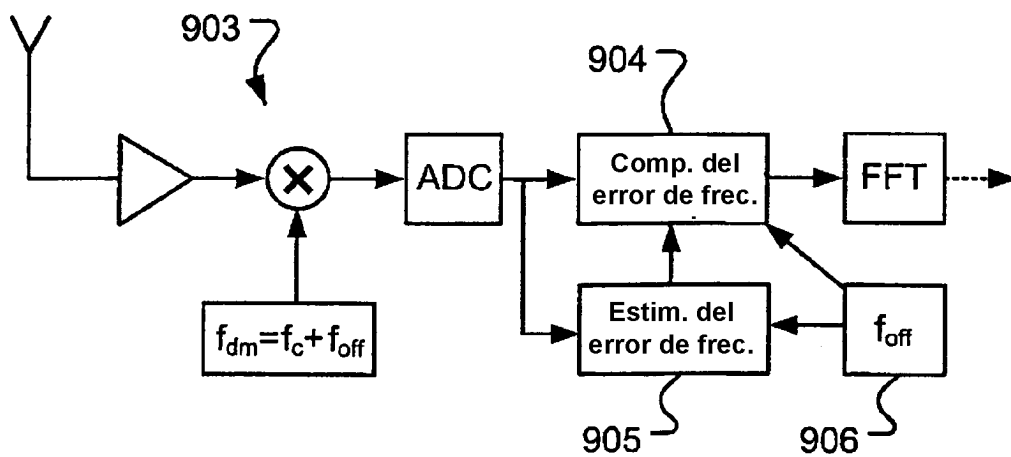 903
904
ADC
Comp. del
error de frec.
FFT
f_dm=f_c+f_off
Estim. del
error de frec.
f_off
905
906